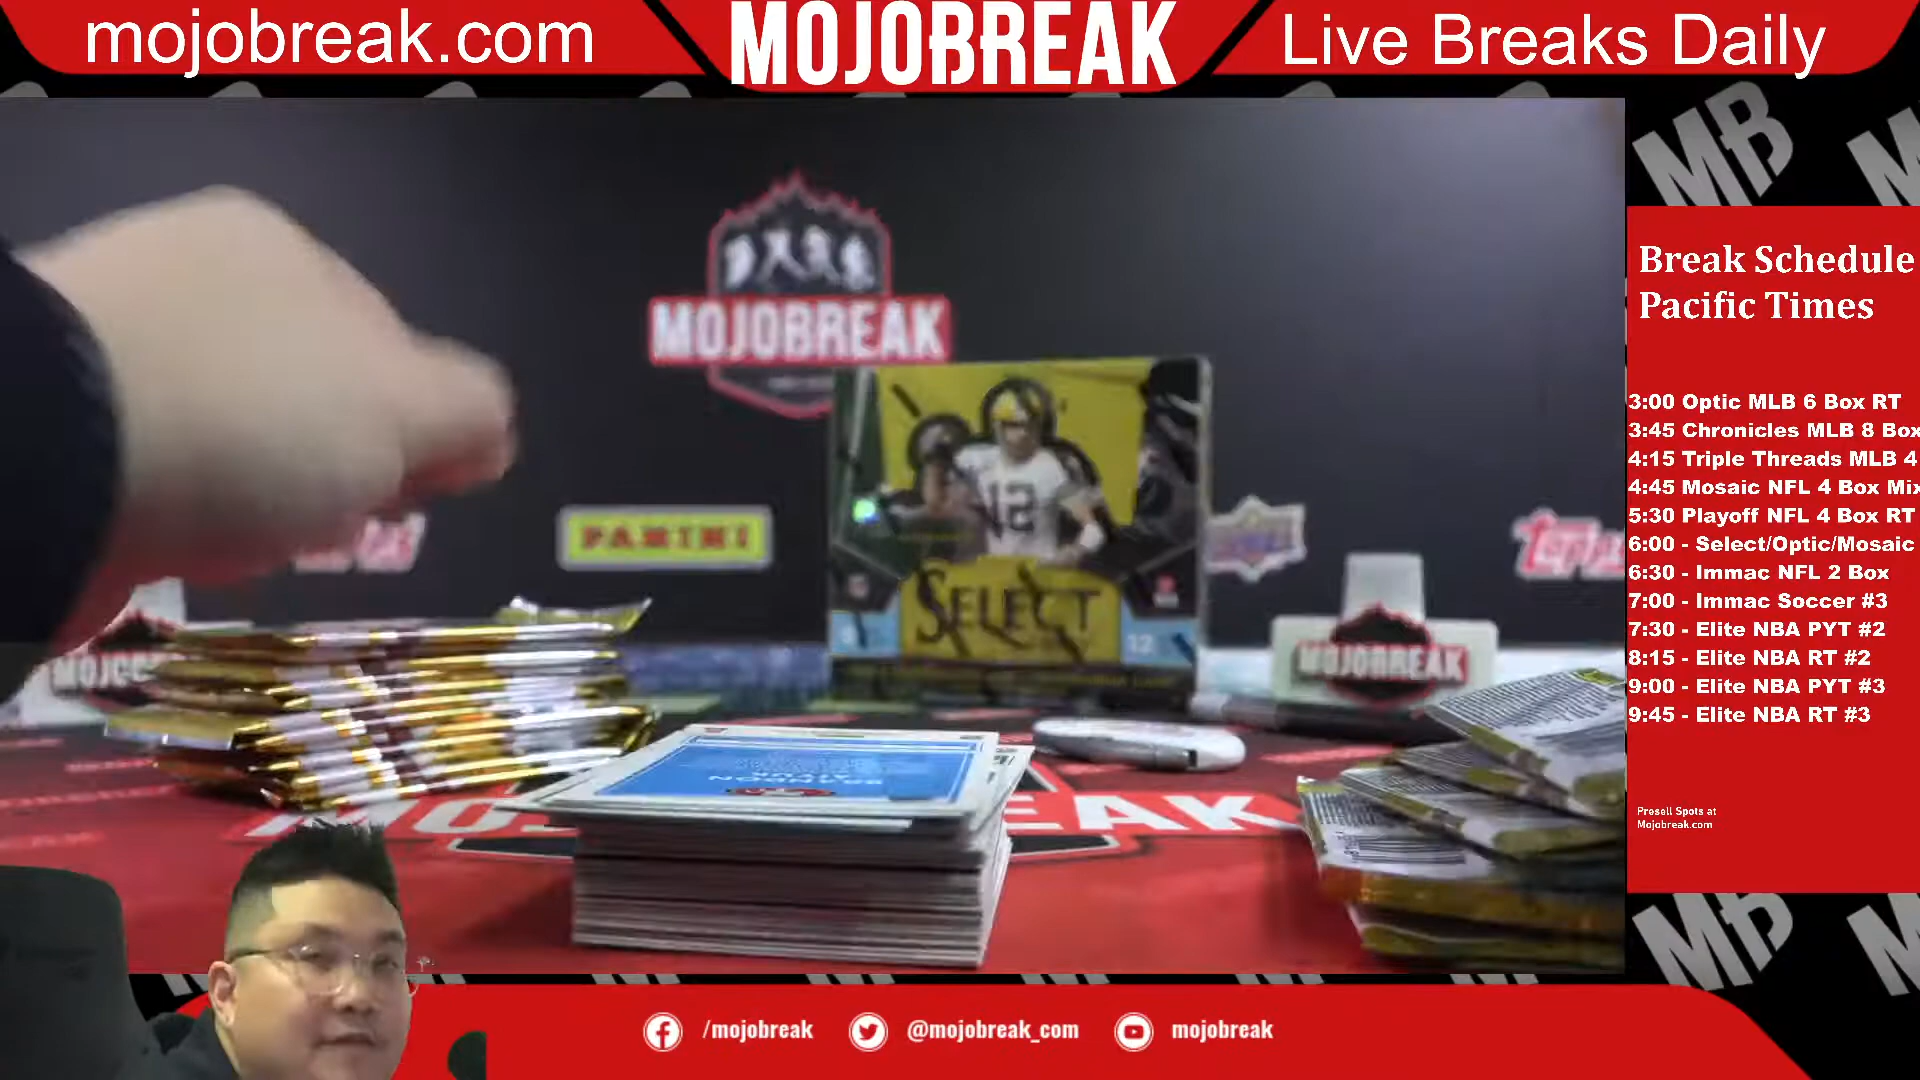 mojobreak.com
MOJOBREAK
Live Breaks Daily
MB
Break Schedule
Pacific Times
3:00 Optic MLB 6 Box RT
3:45 Chronicles MLB 8 Box
4:15 Triple Threads MLB 4
4:45 Mosaic NFL 4 Box Mix
5:30 Playoff NFL 4 Box RT
6:00 - Select/Optic/Mosaic
6:30 - Immac NFL 2 Box
7:00 - Immac Soccer #3
7:30 - Elite NBA PYT #2
8:15 - Elite NBA RT #2
9:00 - Elite NBA PYT #3
9:45 - Elite NBA RT #3
Presell Spots at
Mojobreak.com
MOJOBREAK
PANINI
12
SELECT
12
Topps
MOJOBREAK
MB
/mojobreak
@mojobreak_com
mojobreak